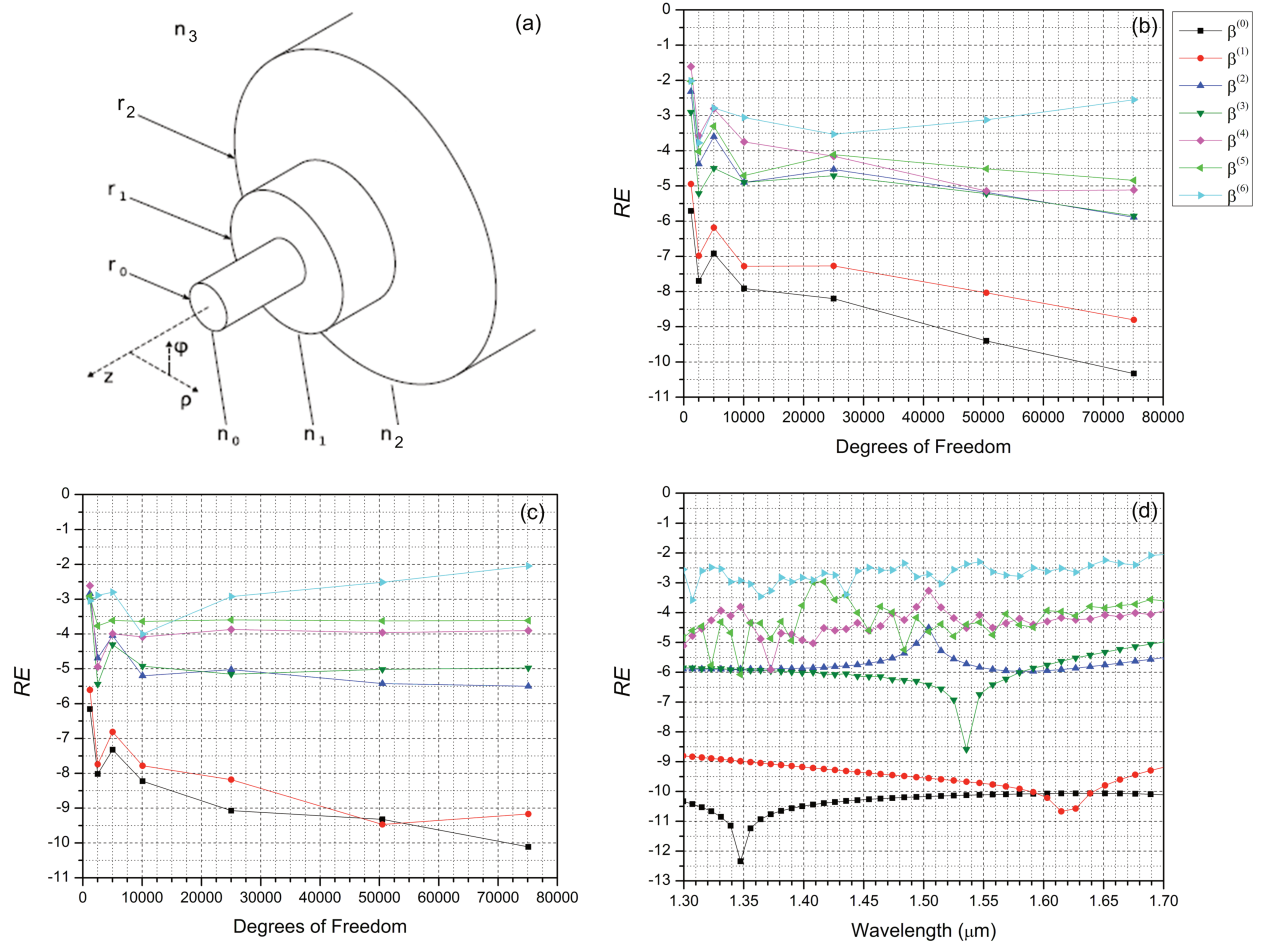 (a)
n3
r2
r1
r0
φ
z
ρ
n0
n1
n2
(b)
0
-1
-2
-3
-4
-5
-6
-7
-8
-9
-10
-11
RE
0 10000 20000 30000 40000 50000 60000 70000 80000
Degrees of Freedom
β(0)
β(1)
β(2)
β(3)
β(4)
β(5)
β(6)
(c)
0
-1
-2
-3
-4
-5
-6
-7
-8
-9
-10
-11
RE
0 10000 20000 30000 40000 50000 60000 70000 80000
Degrees of Freedom
(d)
0
-1
-2
-3
-4
-5
-6
-7
-8
-9
-10
-11
-12
-13
RE
1.30 1.35 1.40 1.45 1.50 1.55 1.60 1.65 1.70
Wavelength (μm)